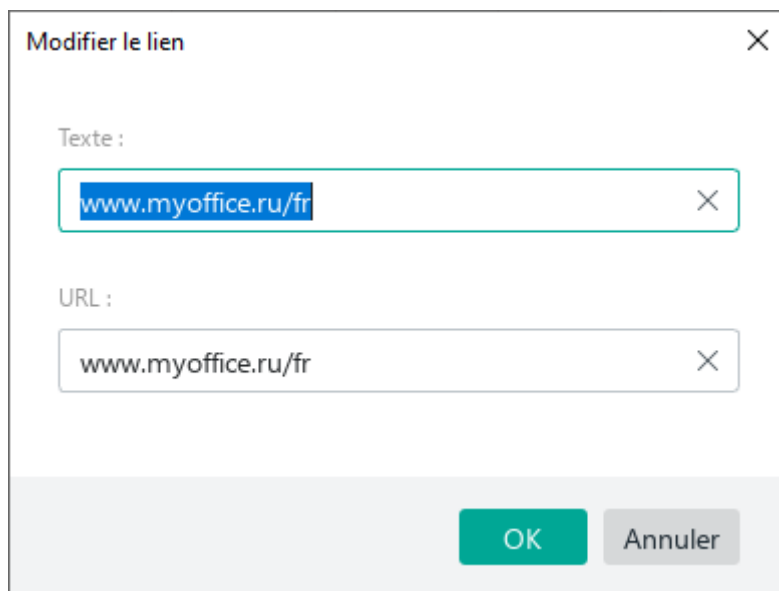 Modifier le lien
Texte :
www.myoffice.ru/fr
URL :
www.myoffice.ru/fr
OK Annuler